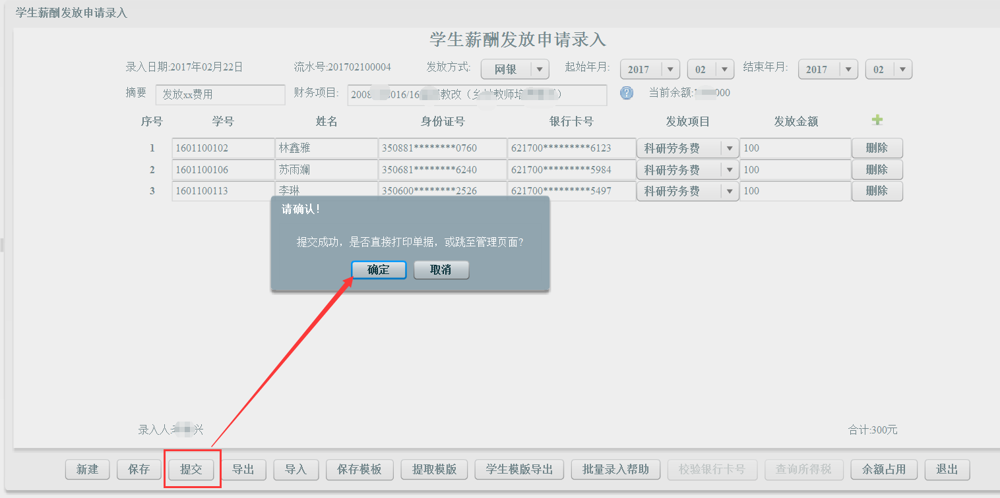 学生薪酬发放申请录入
学生薪酬发放申请录入
录入日期:2017年02月22日 流水号:201702100004 发放方式: 网银 起始年月: 2017 02 结束年月: 2017 02
摘要 发放xx费用 财务项目: 2008 016/16 教改（乡村教师培 ） 当前余额:1 000
序号 学号 姓名 身份证号 银行卡号 发放项目 发放金额
1 1601100102 林鑫雅 350881********0760 621700*********6123 科研劳务费 100 删除
2 1601100106 苏雨斓 350681********6240 621700*********5984 科研劳务费 100 删除
3 1601100113 李琳 350600********2526 621700*********5497 科研劳务费 100 删除
请确认！
提交成功，是否直接打印单据，或跳至管理页面？
确定 取消
录入人: 兴 合计:300元
新建 保存 提交 导出 导入 保存模板 提取模版 学生模版导出 批量录入帮助 校验银行卡号 查询所得税 余额占用 退出